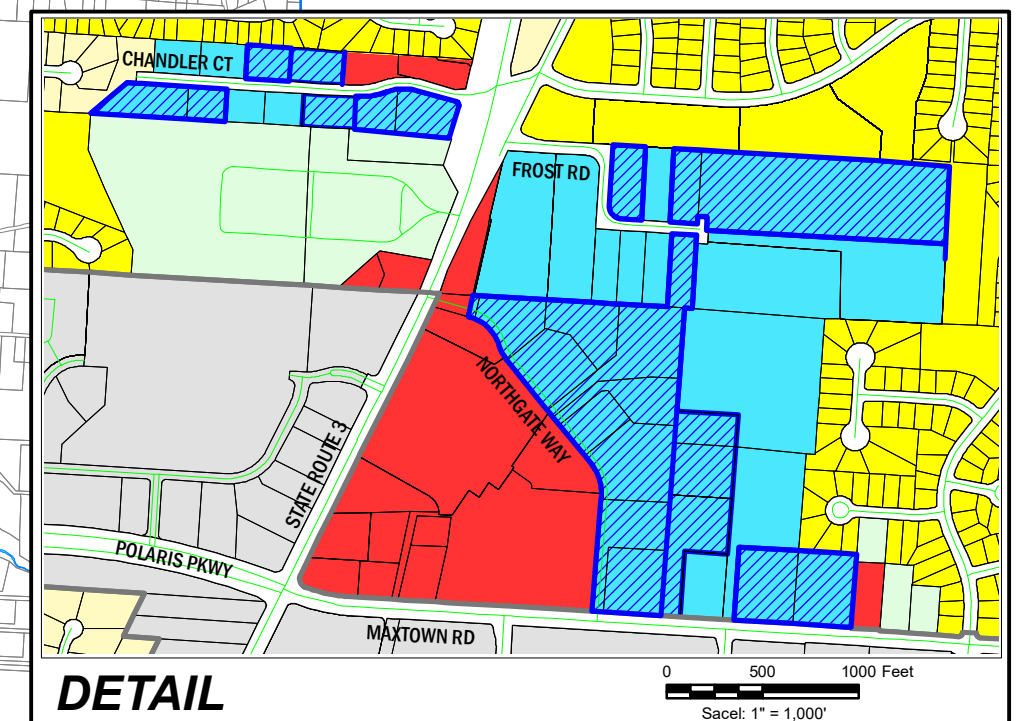 CHANDLER CT
FROST RD
NORTHGATE WAY
STATE ROUTE 3
POLARIS PKWY
MAXTOWN RD
DETAIL
0 500 1000 Feet
Sacel: 1" = 1,000'